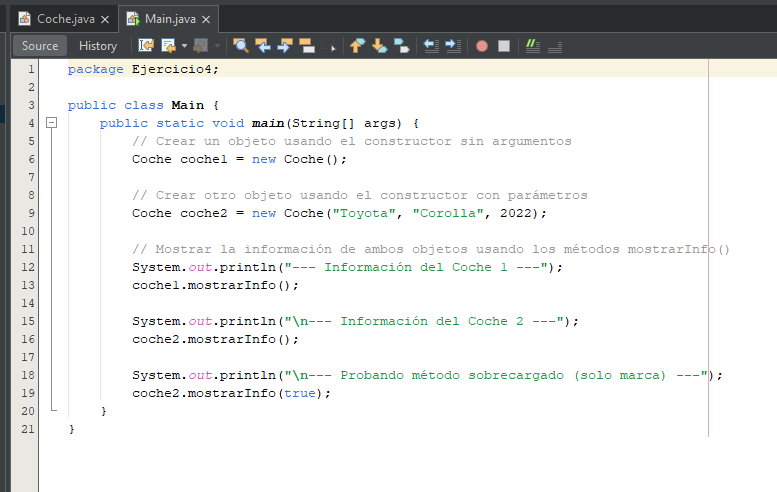 Coche.java × Main.java ×
Source History
1 package Ejercicio4;
2
3 public class Main {
4 public static void main(String[] args) {
5 // Crear un objeto usando el constructor sin argumentos
6 Coche coche1 = new Coche();
7
8 // Crear otro objeto usando el constructor con parámetros
9 Coche coche2 = new Coche("Toyota", "Corolla", 2022);
10
11 // Mostrar la información de ambos objetos usando los métodos mostrarInfo()
12 System.out.println("--- Información del Coche 1 ---");
13 coche1.mostrarInfo();
14
15 System.out.println("\n--- Información del Coche 2 ---");
16 coche2.mostrarInfo();
17
18 System.out.println("\n--- Probando método sobrecargado (solo marca) ---");
19 coche2.mostrarInfo(true);
20 }
21 }